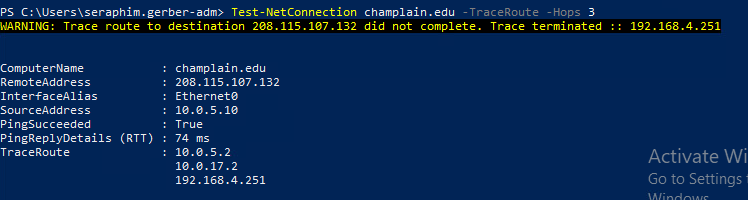 PS C:\Users\seraphim.gerber-adm> Test-NetConnection champlain.edu -TraceRoute -Hops 3
WARNING: Trace route to destination 208.115.107.132 did not complete. Trace terminated :: 192.168.4.251
ComputerName           : champlain.edu
RemoteAddress          : 208.115.107.132
InterfaceAlias         : Ethernet0
SourceAddress          : 10.0.5.10
PingSucceeded          : True
PingReplyDetails (RTT) : 74 ms
TraceRoute             : 10.0.5.2
                         10.0.17.2
                         192.168.4.251
Activate Wi
Go to Settings t
Windows.